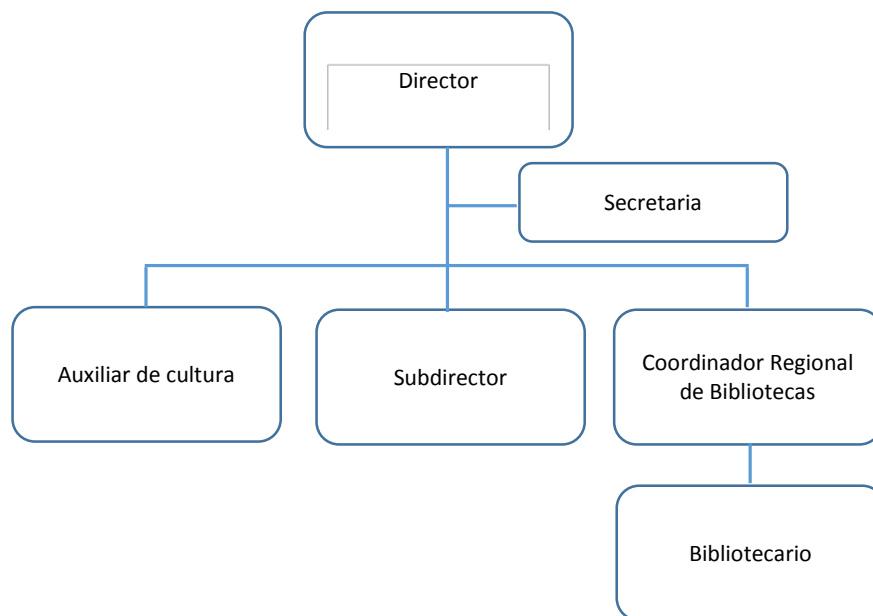 Director
Secretaria
Auxiliar de cultura
Subdirector
Coordinador Regional
de Bibliotecas
Bibliotecario